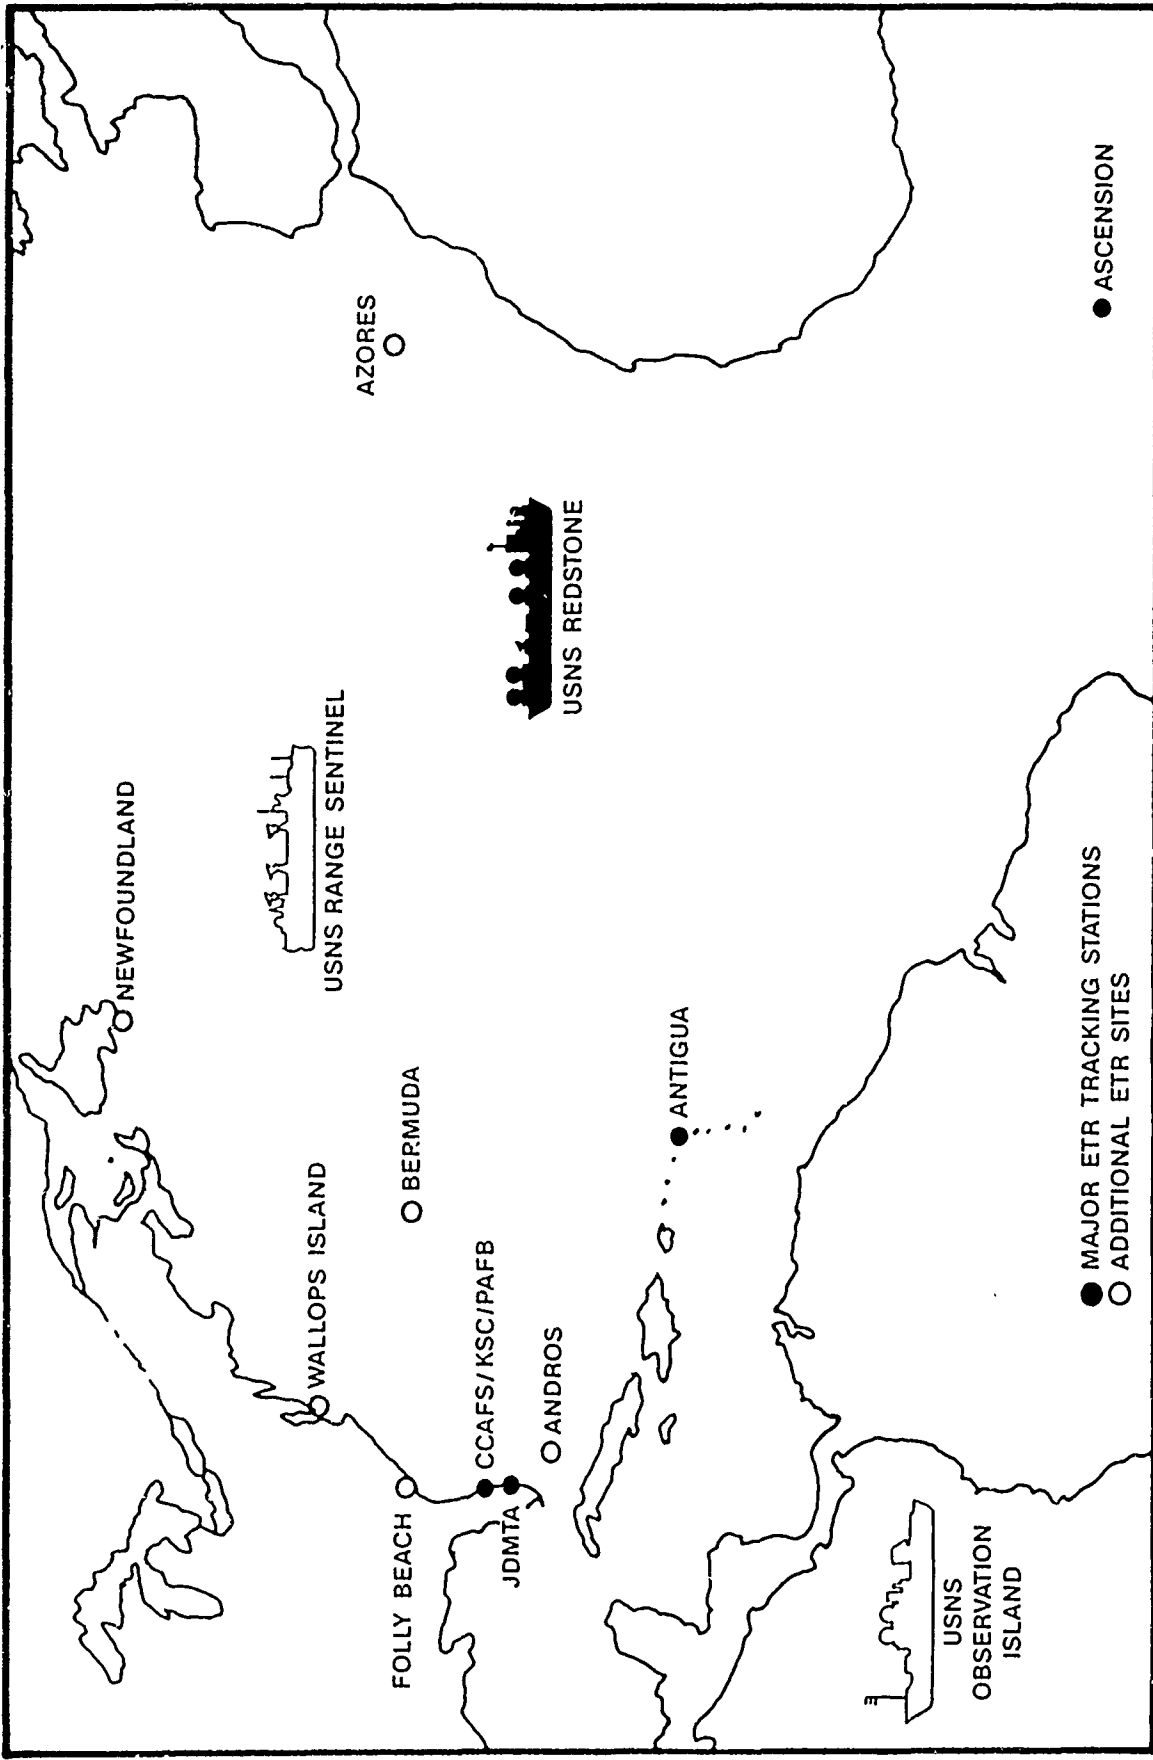 NEWFOUNDLAND
USNS RANGE SENTINEL
WALLOPS ISLAND
AZORES
BERMUDA
FOLLY BEACH
CCAFS/KSC/PAFB
JDMTA
ANDROS
USNS REDSTONE
ANTIGUA
USNS
OBSERVATION
ISLAND
ASCENSION
MAJOR ETR TRACKING STATIONS
ADDITIONAL ETR SITES